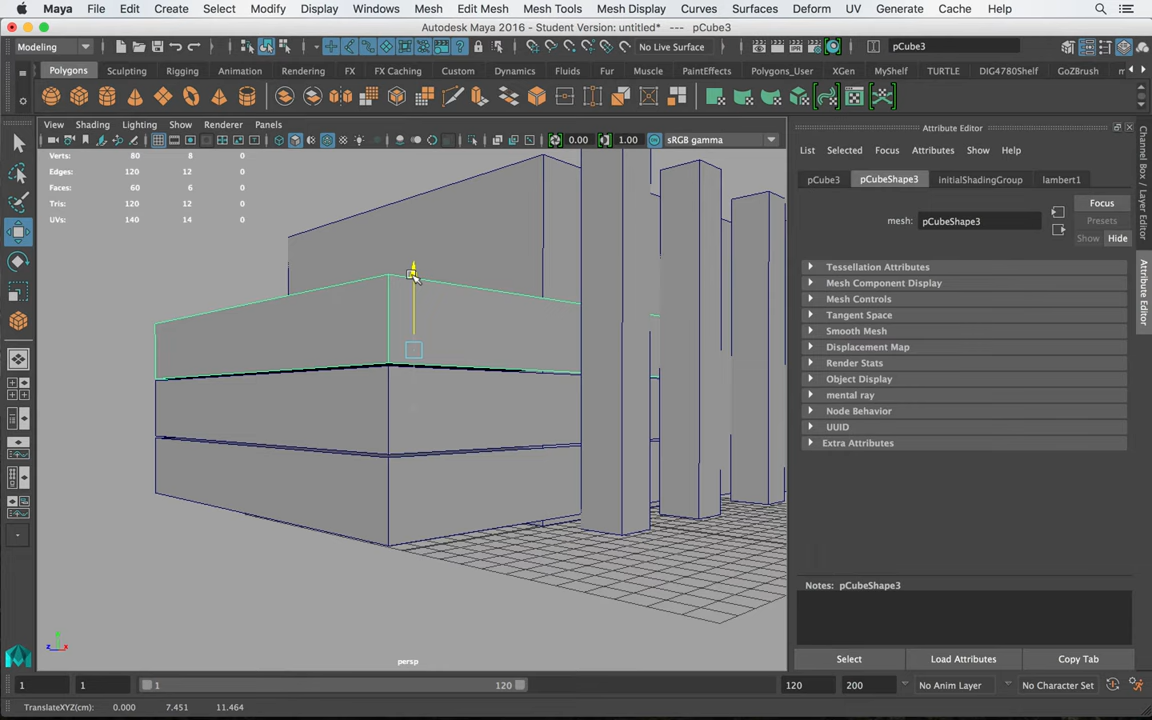 Maya File Edit Create Select Modify Display Windows Mesh Edit Mesh Mesh Tools Mesh Display Curves Surfaces Deform UV Generate Cache Help
Autodesk Maya 2016 - Student Version: untitled* --- pCube3
Modeling No Live Surface pCube3
Polygons Sculpting Rigging Animation Rendering FX FX Caching Custom Dynamics Fluids Fur Muscle PaintEffects Polygons_User XGen MyShelf TURTLE DIG4780Shelf GoZBrush
View Shading Lighting Show Renderer Panels
0.00 1.00 sRGB gamma
Verts: 80 8 0
Edges: 120 12 0
Faces: 60 6 0
Tris: 120 12 0
UVs: 140 14 0
persp
Attribute Editor
List Selected Focus Attributes Show Help
pCube3 pCubeShape3 initialShadingGroup lambert1
Focus
mesh: pCubeShape3 Presets
Show Hide
Tessellation Attributes
Mesh Component Display
Mesh Controls
Tangent Space
Smooth Mesh
Displacement Map
Render Stats
Object Display
mental ray
Node Behavior
UUID
Extra Attributes
Notes: pCubeShape3
Select Load Attributes Copy Tab
Channel Box / Layer Editor
Attribute Editor
1 1 1 120 120 200 No Anim Layer No Character Set
TranslateXYZ(cm): 0.000 7.451 11.464